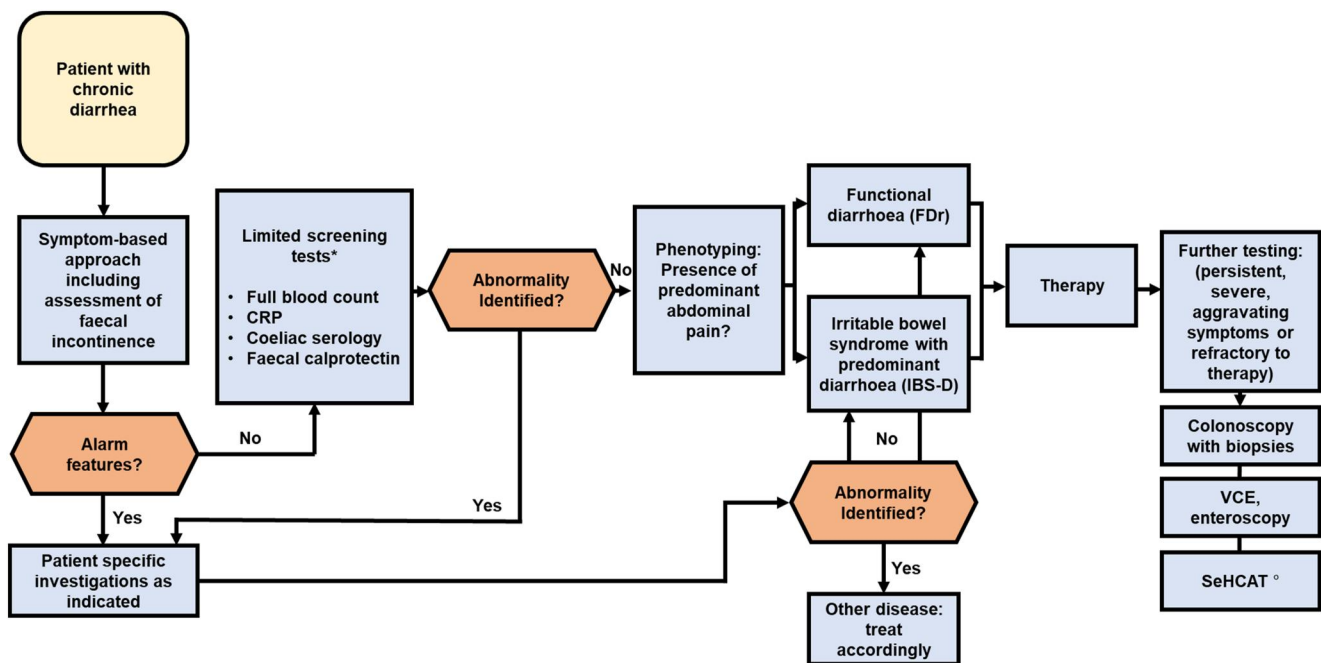 Patient with
chronic
diarrhea
Symptom-based
approach
including
assessment of
faecal
incontinence
Alarm
features?
No
Yes
Patient specific
investigations as
indicated
Limited screening
tests*
• Full blood count
• CRP
• Coeliac serology
• Faecal calprotectin
Abnormality
Identified?
No
Yes
Phenotyping:
Presence of
predominant
abdominal
pain?
Functional
diarrhoea (FDr)
Irritable bowel
syndrome with
predominant
diarrhoea (IBS-D)
No
Abnormality
Identified?
Yes
Other disease:
treat
accordingly
Therapy
Further testing:
(persistent,
severe,
aggravating
symptoms or
refractory to
therapy)
Colonoscopy
with biopsies
VCE,
enteroscopy
SeHCAT °